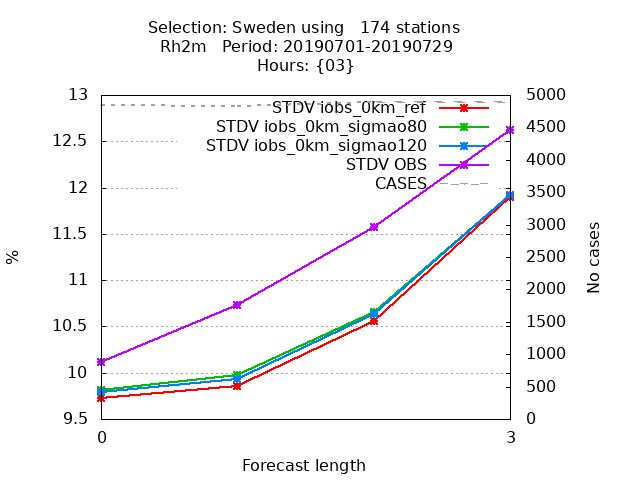 Selection: Sweden using   174 stations
Rh2m   Period: 20190701-20190729
Hours: {03}
13
12.5
12
11.5
11
10.5
10
9.5
%
STDV iobs_0km_ref
STDV iobs_0km_sigmao80
STDV iobs_0km_sigmao120
STDV OBS
CASES
5000
4500
4000
3500
3000
2500
2000
1500
1000
500
0
No cases
0
3
Forecast length